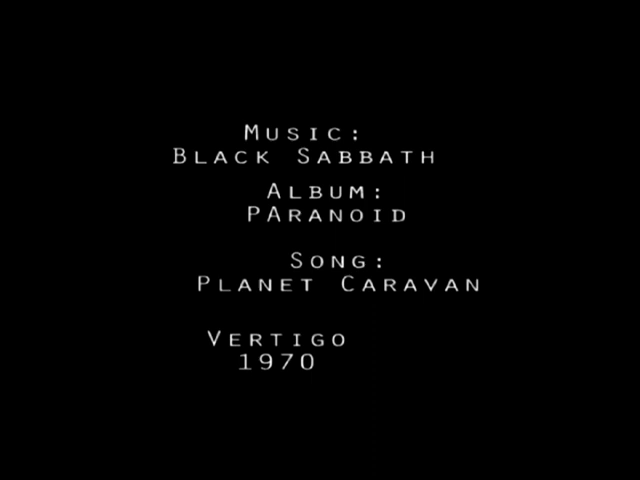 Music:
Black Sabbath
Album:
PAranoid
Song:
Planet Caravan
Vertigo
1970